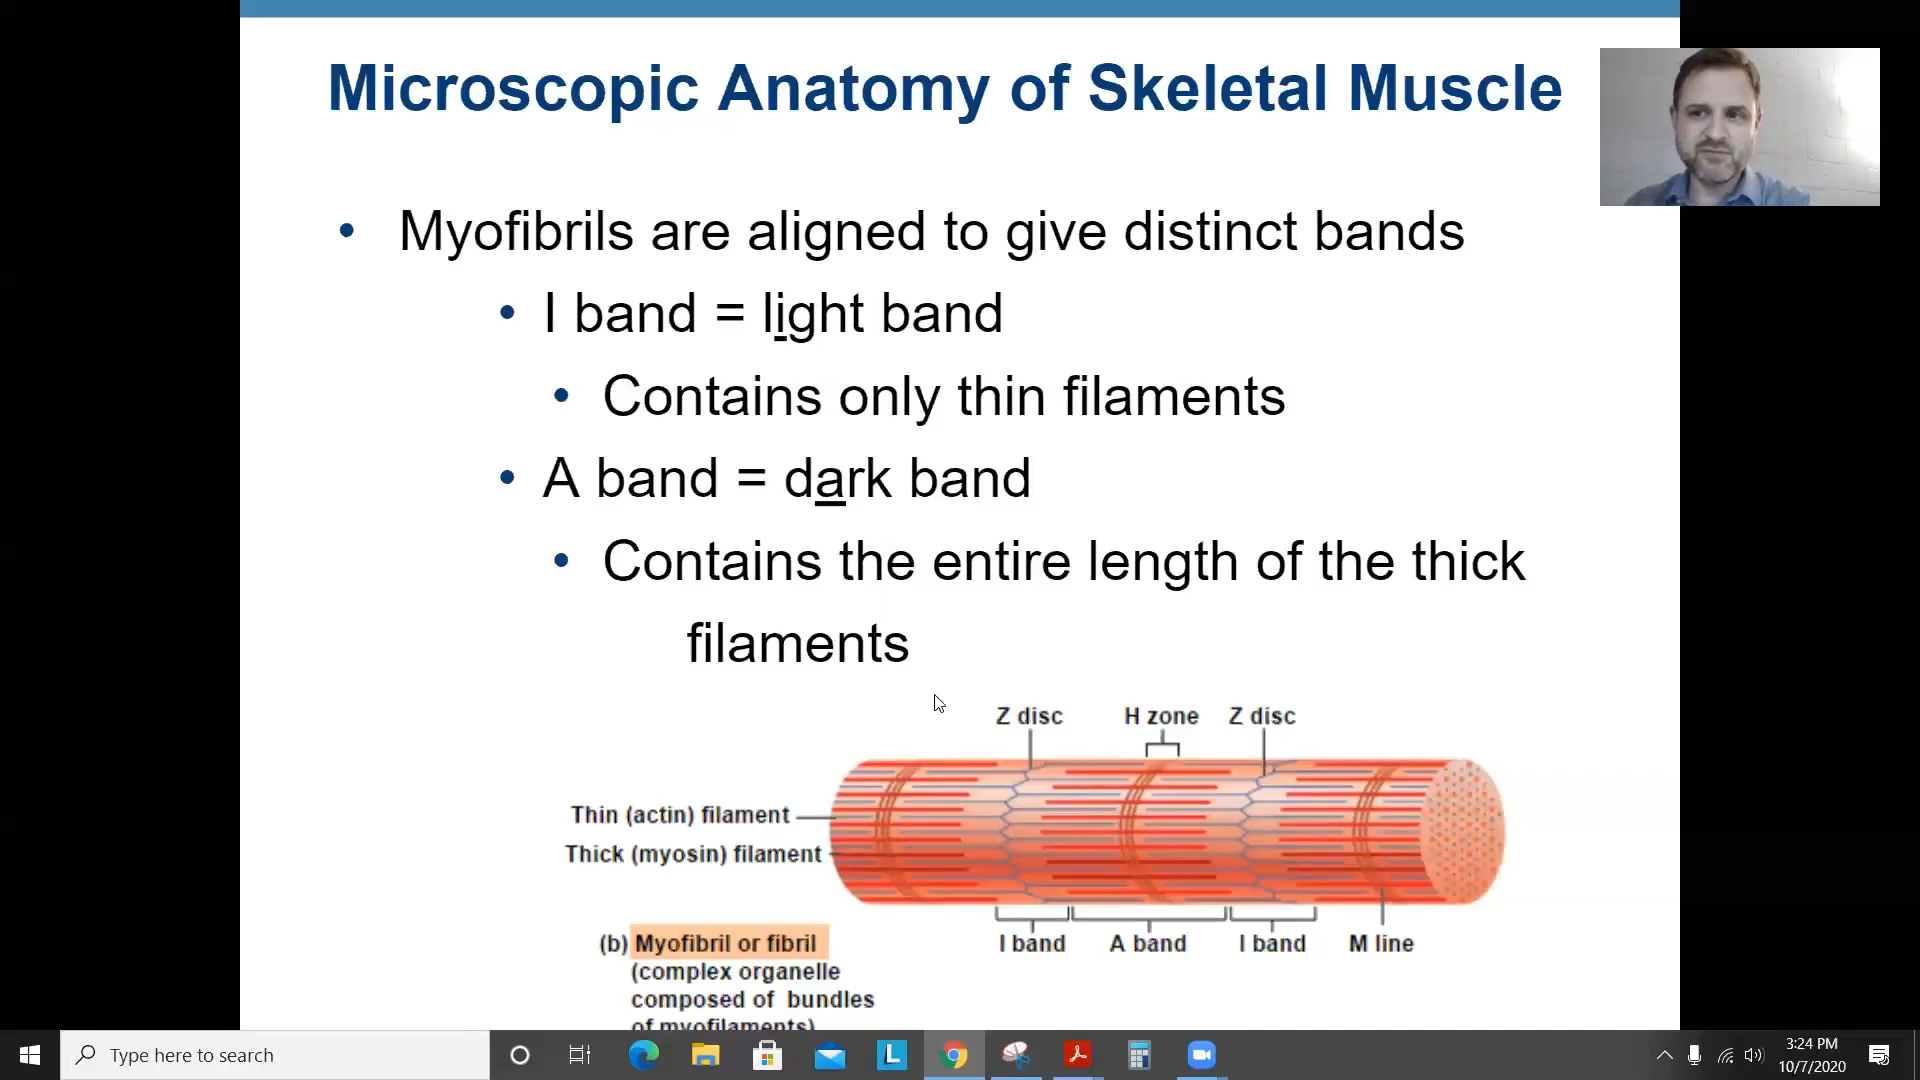 Microscopic Anatomy of Skeletal Muscle
• Myofibrils are aligned to give distinct bands
• I band = light band
• Contains only thin filaments
• A band = dark band
• Contains the entire length of the thick
filaments
Z disc H zone Z disc
Thin (actin) filament
Thick (myosin) filament
I band A band I band M line
(b) Myofibril or fibril
(complex organelle
composed of bundles
of myofilaments)
Type here to search
L
3:24 PM
10/7/2020